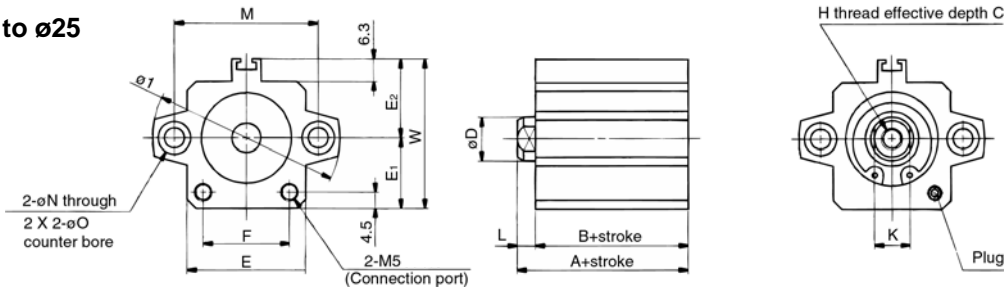 to ø25
M
6.3
ø1
E2
W
E1
2-øN through
2 X 2-øO
counter bore
F
E
4.5
2-M5
(Connection port)
øD
L
B+stroke
A+stroke
H thread effective depth C
K
Plug